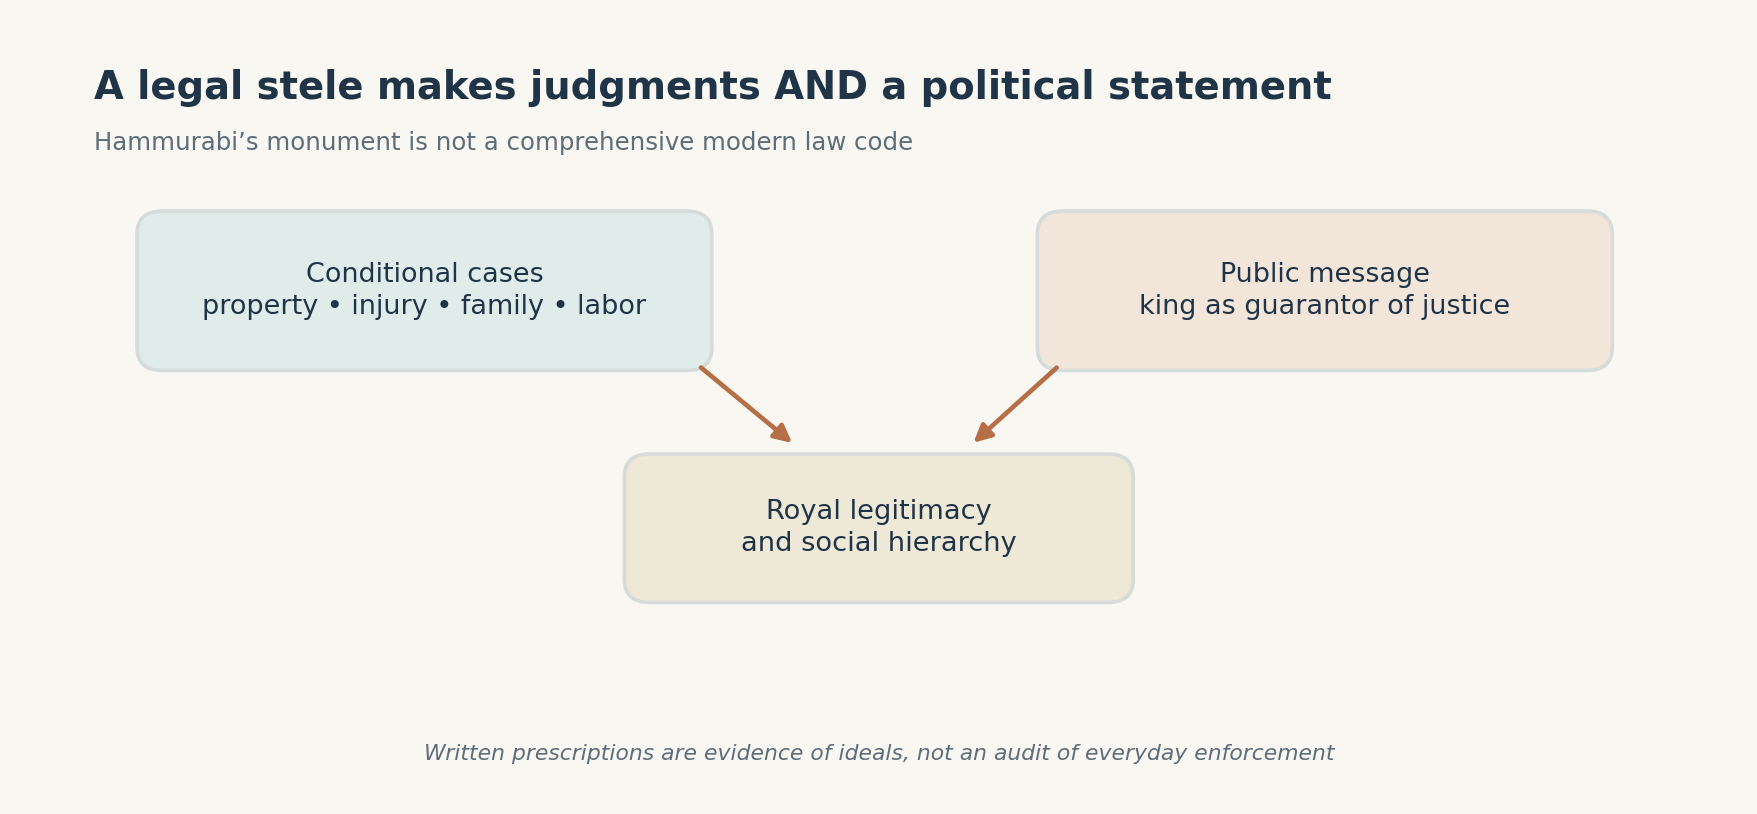 A legal stele makes judgments AND a political statement
Hammurabi’s monument is not a comprehensive modern law code
Conditional cases
property • injury • family • labor
Public message
king as guarantor of justice
Royal legitimacy
and social hierarchy
Written prescriptions are evidence of ideals, not an audit of everyday enforcement